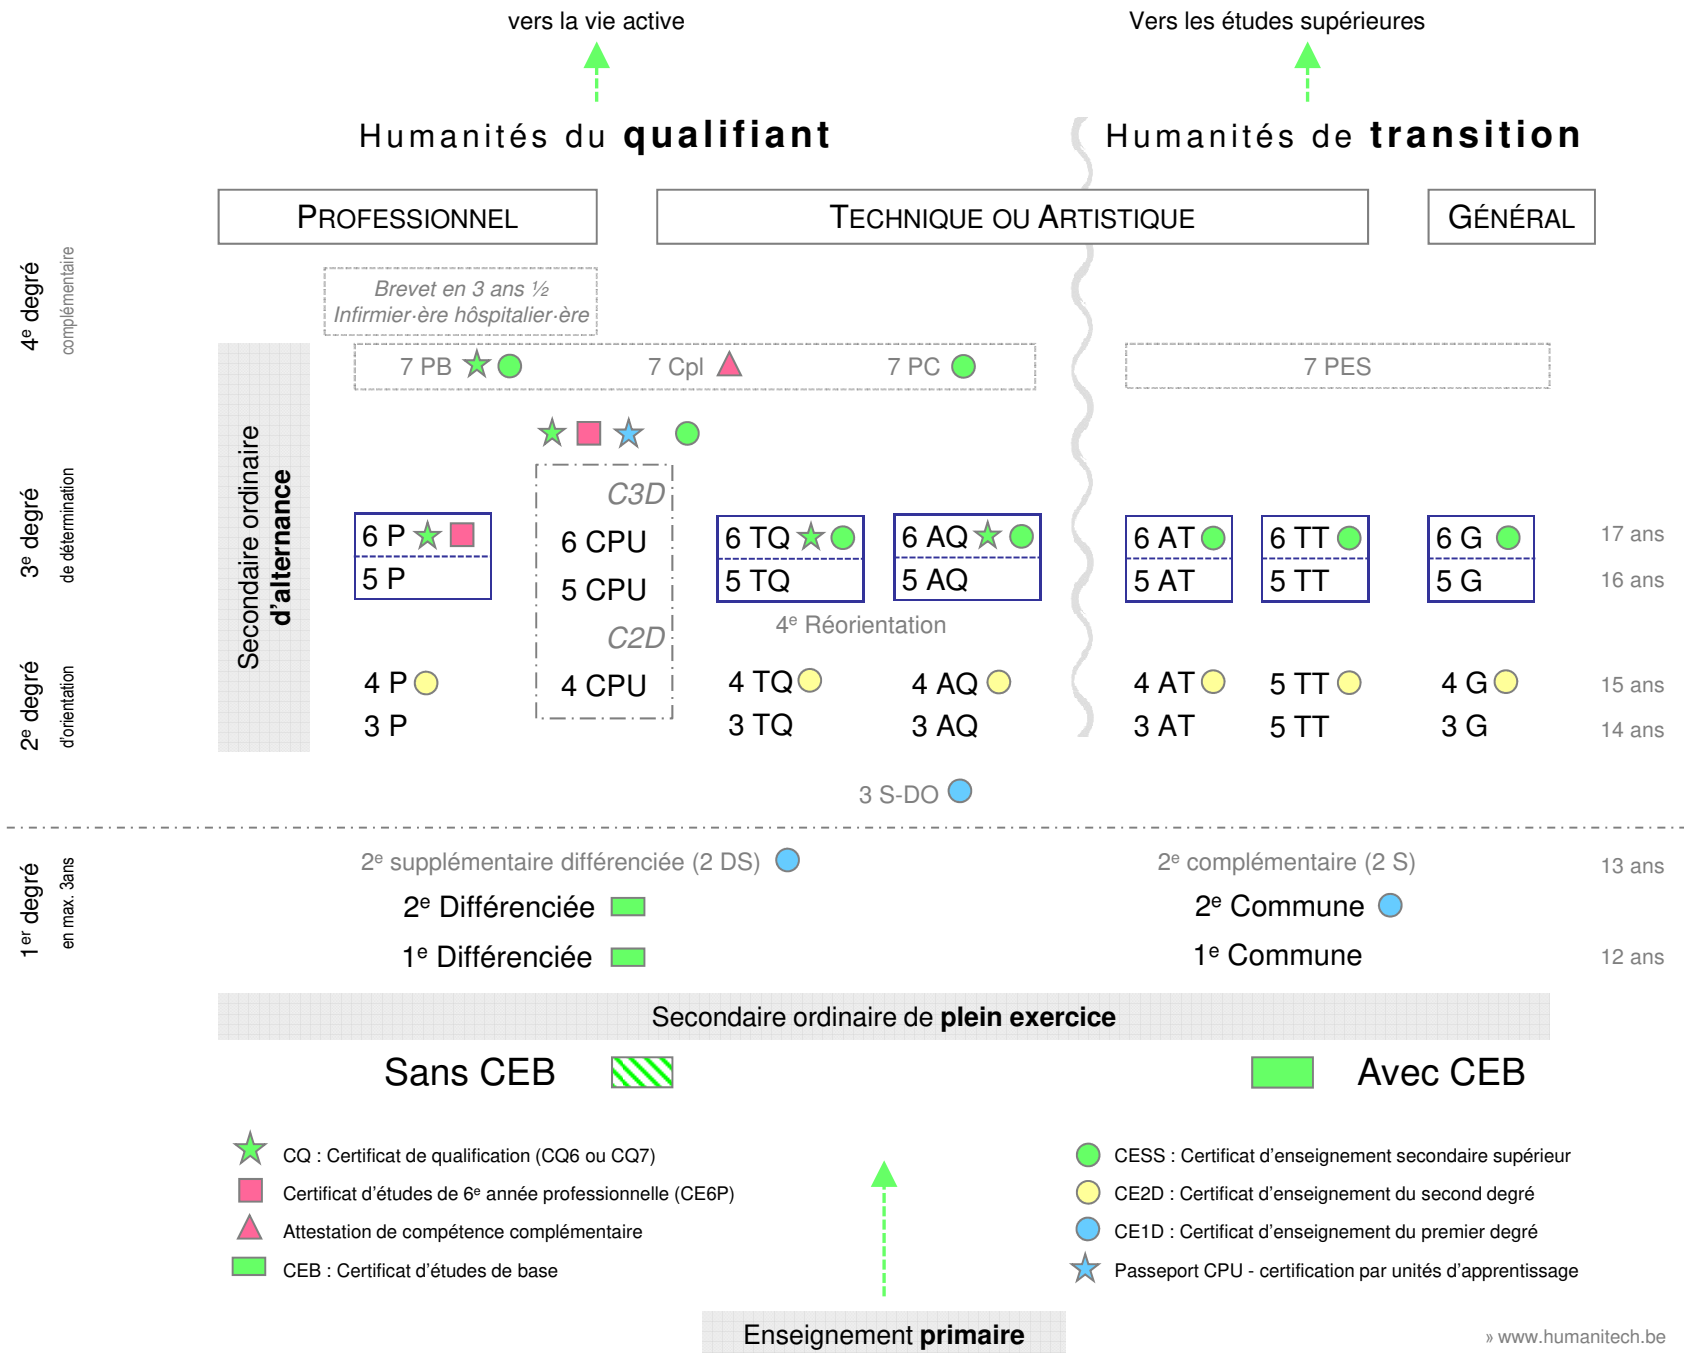 vers la vie active
Vers les études supérieures
Humanités du qualifiant
Humanités de transition
PROFESSIONNEL
TECHNIQUE OU ARTISTIQUE
GÉNÉRAL
4e degré
complémentaire
Brevet en 3 ans ½
Infirmier·ère hôspitalier·ère
7 PB
7 Cpl
7 PC
7 PES
Secondaire ordinaire
d'alternance
3e degré
de détermination
C3D
6 P
6 CPU
6 TQ
6 AQ
6 AT
6 TT
6 G
17 ans
5 P
5 CPU
5 TQ
5 AQ
5 AT
5 TT
5 G
16 ans
4e Réorientation
C2D
2e degré
d'orientation
4 P
4 CPU
4 TQ
4 AQ
4 AT
5 TT
4 G
15 ans
3 P
3 TQ
3 AQ
3 AT
5 TT
3 G
14 ans
3 S-DO
1er degré
en max. 3ans
2e supplémentaire différenciée (2 DS)
2e complémentaire (2 S)
13 ans
2e Différenciée
2e Commune
1e Différenciée
1e Commune
12 ans
Secondaire ordinaire de plein exercice
Sans CEB
Avec CEB
CQ : Certificat de qualification (CQ6 ou CQ7)
Certificat d'études de 6e année professionnelle (CE6P)
Attestation de compétence complémentaire
CEB : Certificat d'études de base
CESS : Certificat d'enseignement secondaire supérieur
CE2D : Certificat d'enseignement du second degré
CE1D : Certificat d'enseignement du premier degré
Passeport CPU - certification par unités d'apprentissage
Enseignement primaire
» www.humanitech.be